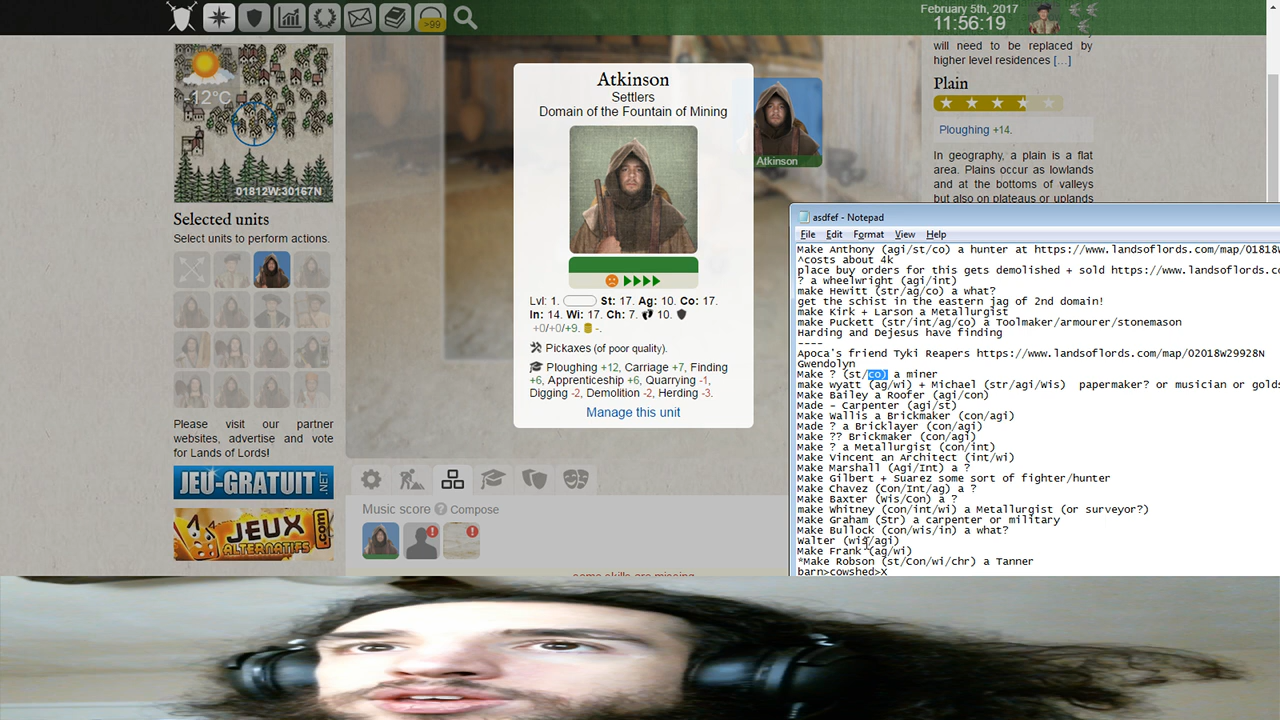 >99
February 5th, 2017
11:56:19
-12°C
01812W:30167N
Selected units
Select units to perform actions.
Please visit our partner
websites, advertise and vote
for Lands of Lords!
JEU-GRATUIT.NET
JEUX
ALTERNATIFS.com
Atkinson
Settlers
Domain of the Fountain of Mining
Lvl: 1. St: 17. Ag: 10. Co: 17.
In: 14. Wi: 17. Ch: 7. 10.
+0/+0/+9. -.
Pickaxes (of poor quality).
Ploughing +12, Carriage +7, Finding
+6, Apprenticeship +6, Quarrying -1,
Digging -2, Demolition -2, Herding -3.
Manage this unit
Atkinson
Music score ? Compose
some skills are missing
will need to be replaced by
higher level residences [...]
Plain
Ploughing +14.
In geography, a plain is a flat
area. Plains occur as lowlands
and at the bottoms of valleys
but also on plateaus or uplands
asdfef - Notepad
File Edit Format View Help
Make Anthony (agi/st/co) a hunter at https://www.landsoflords.com/map/01818W
^costs about 4k
place buy orders for this gets demolished + sold https://www.landsoflords.co
? a wheelwright (agi/int)
make Hewitt (str/ag/co) a what?
get the schist in the eastern jag of 2nd domain!
make Kirk + Larson a Metallurgist
make Puckett (str/int/ag/co) a Toolmaker/armourer/stonemason
Harding and Dejesus have finding
----
Apoca's friend Tyki Reapers https://www.landsoflords.com/map/02018W29928N
Gwendolyn
Make ? (st/co) a miner
make wyatt (ag/wi) + Michael (str/agi/Wis)  papermaker? or musician or golds
Make Bailey a Roofer (agi/con)
Made - Carpenter (agi/st)
Make Wallis a Brickmaker (con/agi)
Made ? a Bricklayer (con/agi)
Make ?? Brickmaker (con/agi)
Make ? a Metallurgist (con/int)
Make Vincent an Architect (int/wi)
Make Marshall (Agi/Int) a ?
Make Gilbert + Suarez some sort of fighter/hunter
Make Chavez (Con/Int/ag) a ?
Make Baxter (Wis/Con) a ?
make Whitney (con/int/wi) a Metallurgist (or surveyor?)
Make Graham (Str) a carpenter or military
Make Bullock (con/wis/in) a what?
Walter (wis/agi)
Make Frank (ag/wi)
*Make Robson (st/Con/wi/chr) a Tanner
barn>cowshed>X